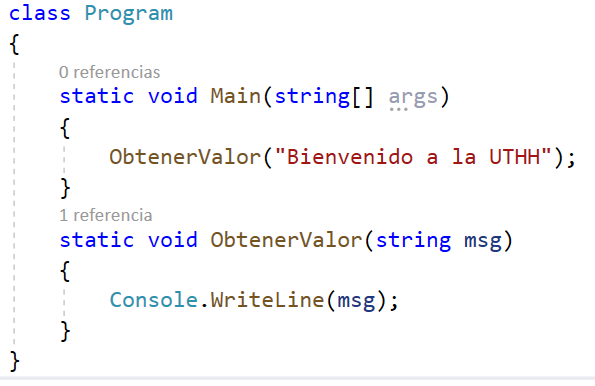 class Program
{
0 referencias
static void Main(string[] args)
{
ObtenerValor("Bienvenido a la UTHH");
}
1 referencia
static void ObtenerValor(string msg)
{
Console.WriteLine(msg);
}
}